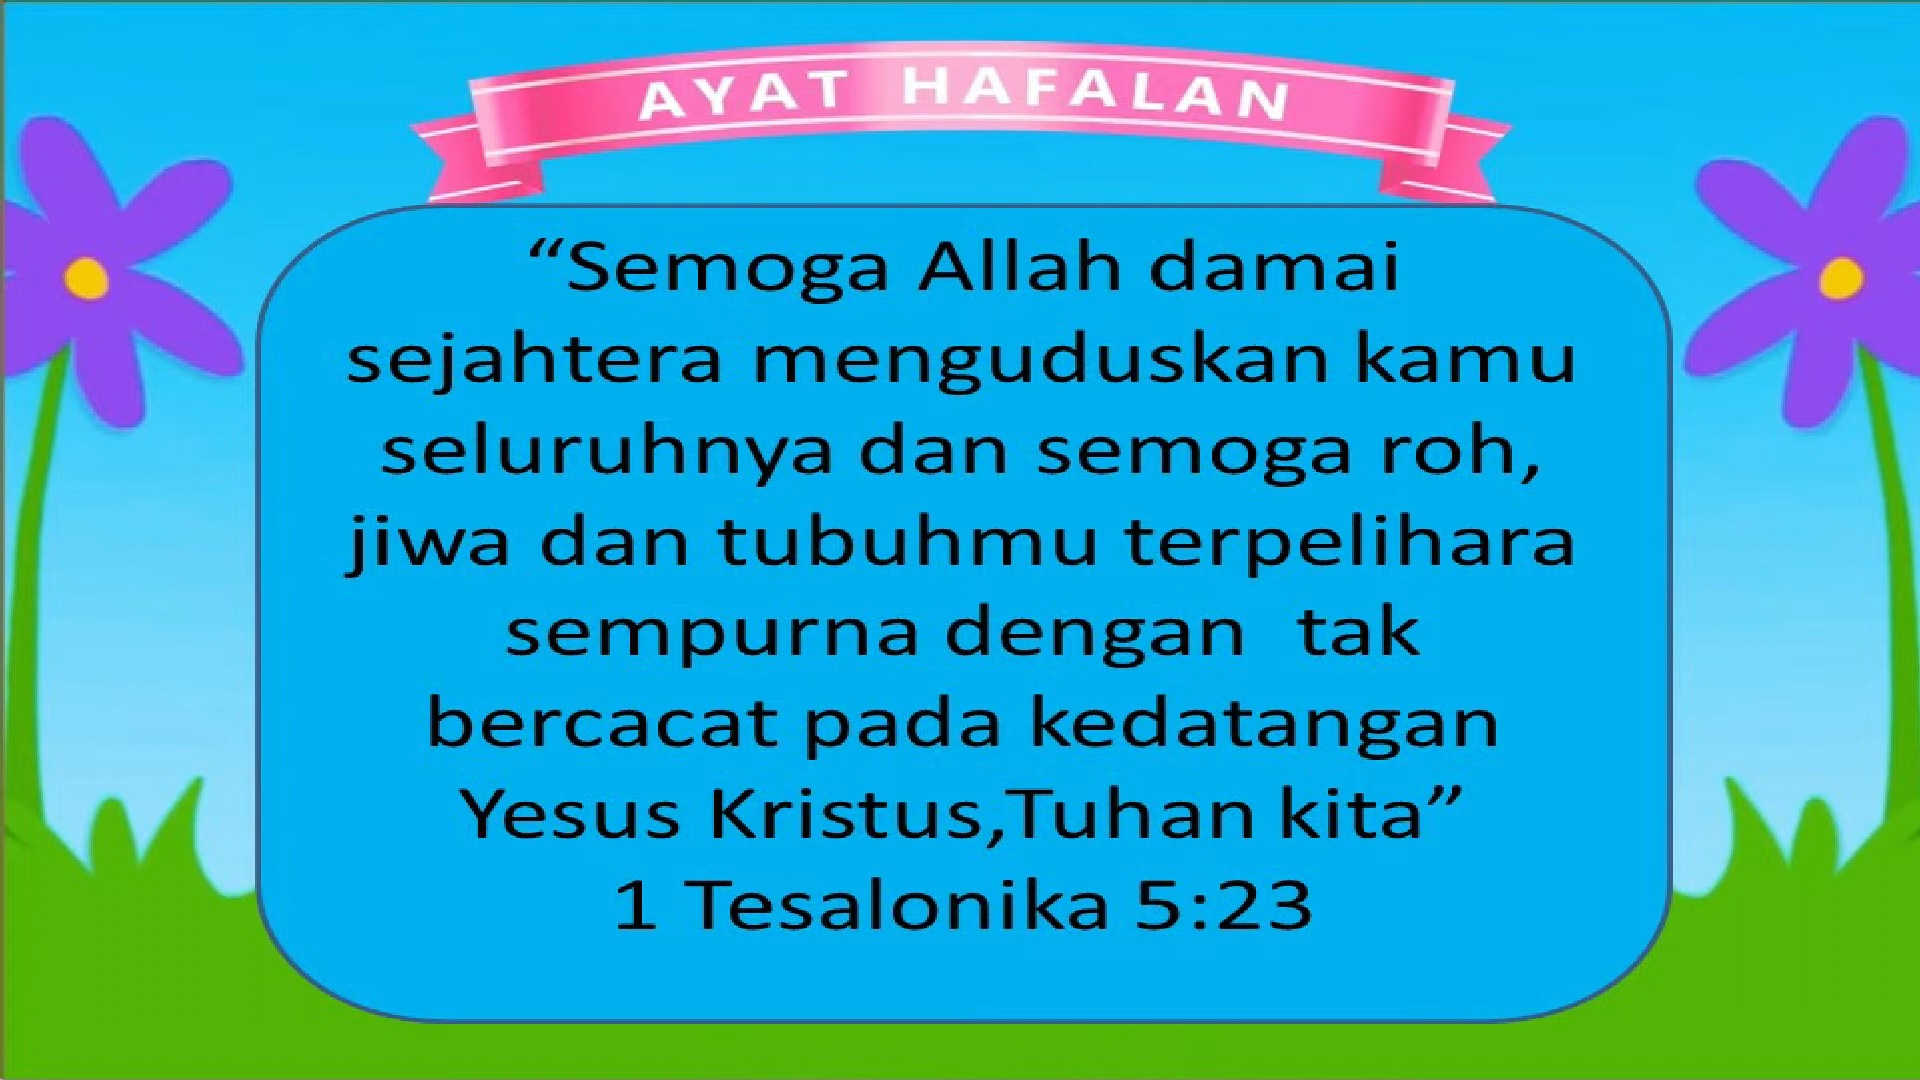 AYAT HAFALAN
“Semoga Allah damai
sejahtera menguduskan kamu
seluruhnya dan semoga roh,
jiwa dan tubuhmu terpelihara
sempurna dengan  tak
bercacat pada kedatangan
Yesus Kristus,Tuhan kita”
1 Tesalonika 5:23